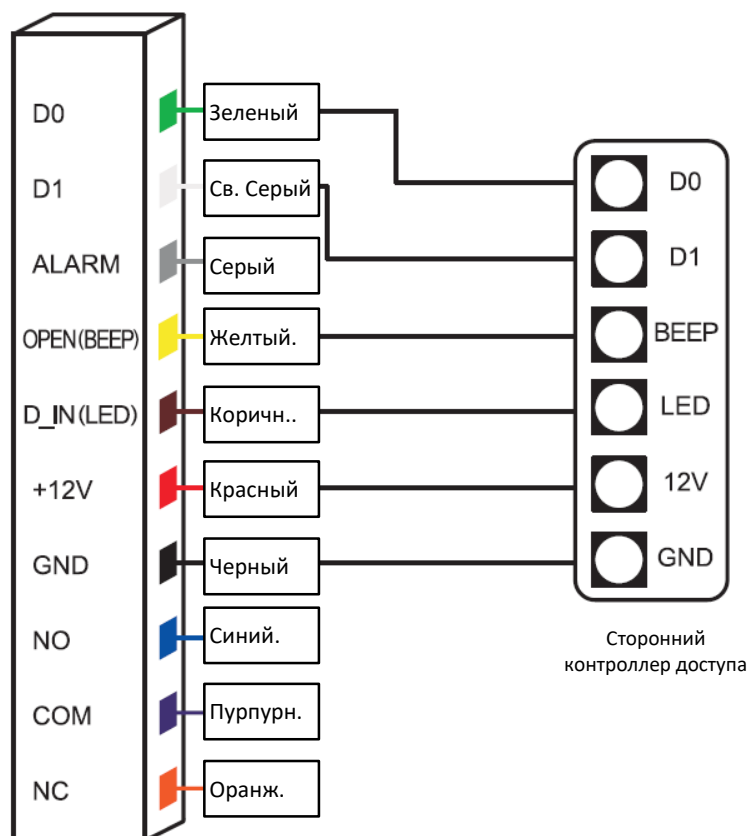 D0 Зеленый
D1 Св. Серый
ALARM Серый
OPEN(BEEP) Желтый.
D_IN(LED) Коричн..
+12V Красный
GND Черный
NO Синий.
COM Пурпурн.
NC Оранж.
D0
D1
BEEP
LED
12V
GND
Сторонний
контроллер доступа